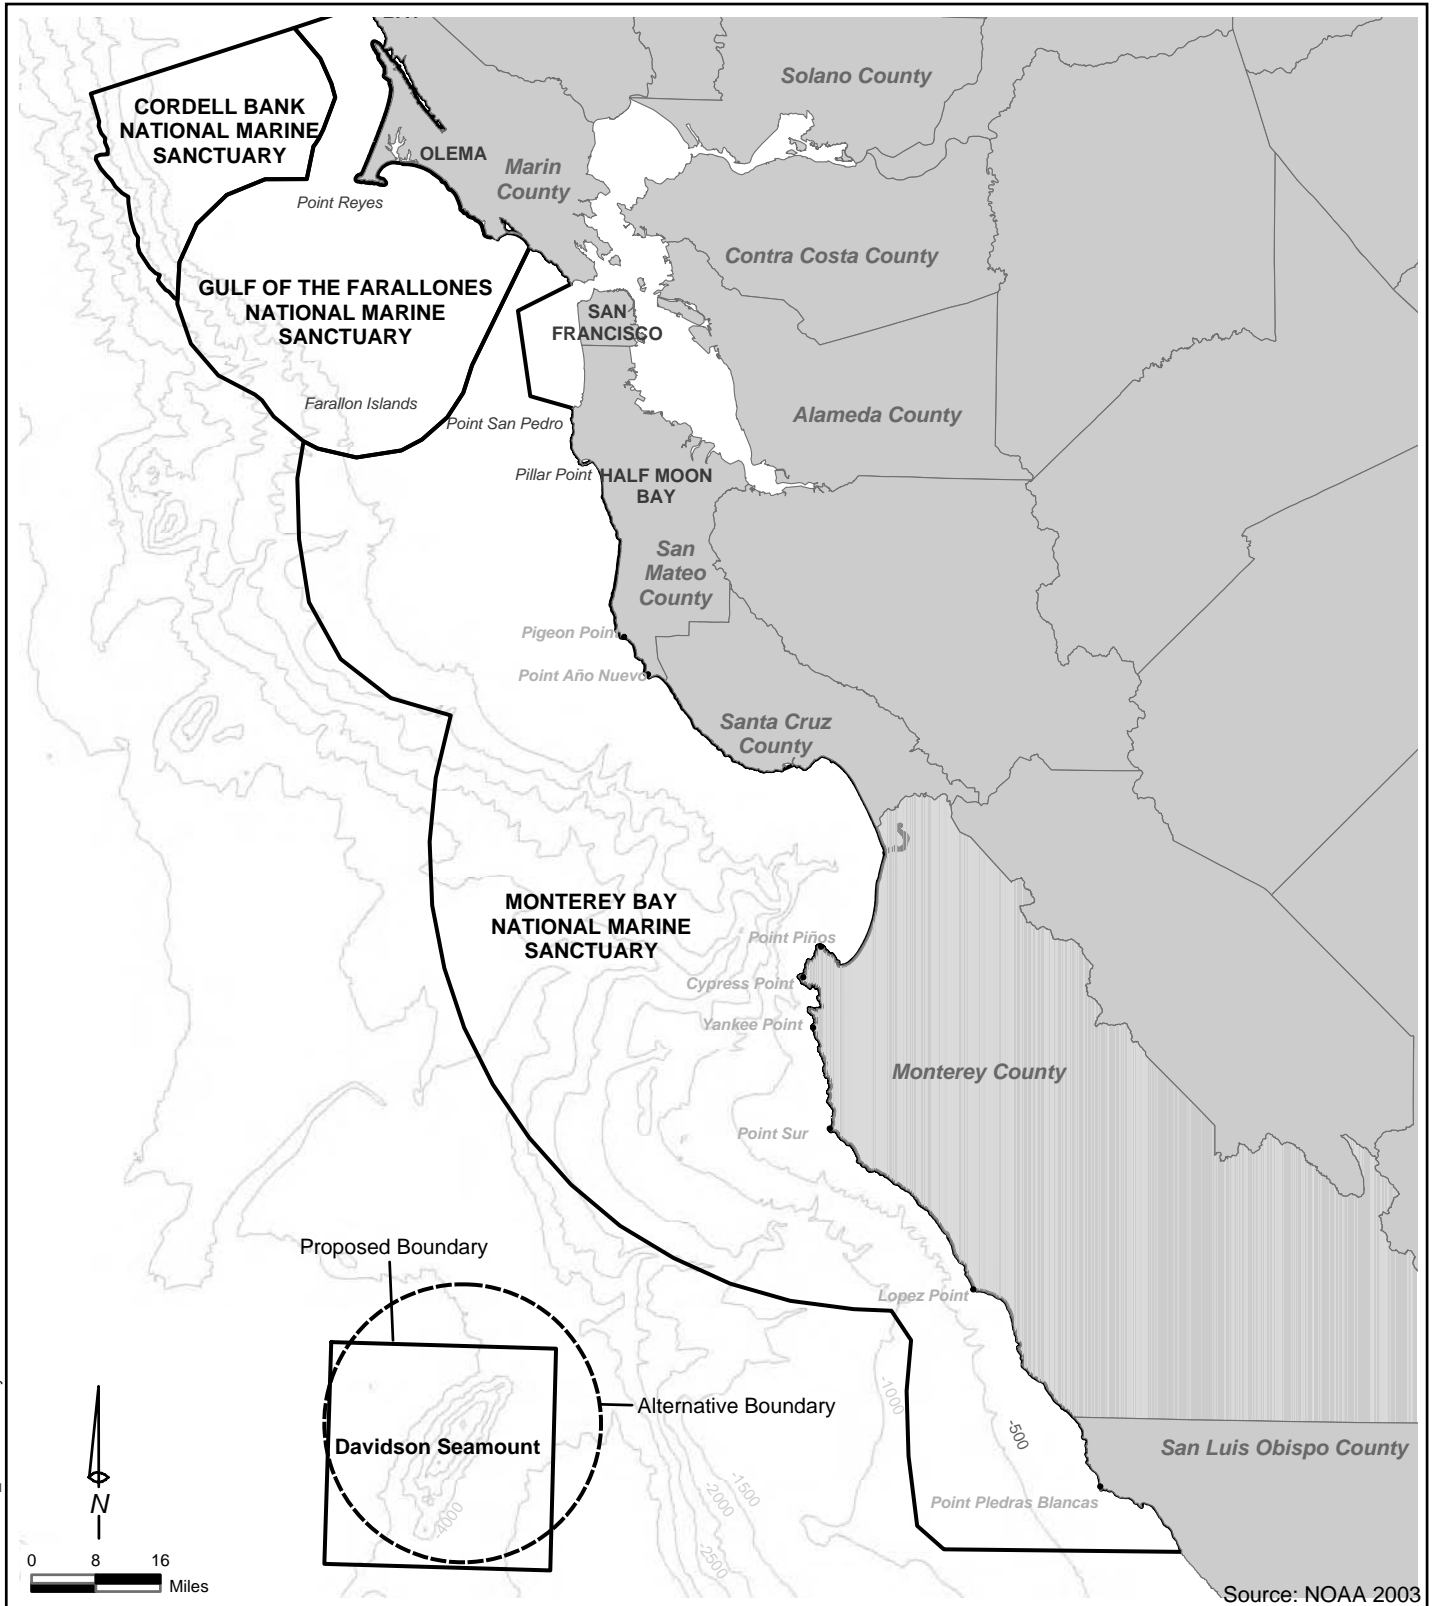 Solano County
CORDELL BANK
NATIONAL MARINE
SANCTUARY
OLEMA
Marin
County
Point Reyes
Contra Costa County
GULF OF THE FARALLONES
NATIONAL MARINE
SANCTUARY
SAN
FRANCISCO
Farallon Islands
Point San Pedro
Alameda County
Pillar Point
HALF MOON
BAY
San
Mateo
County
Pigeon Point
Point Año Nuevo
Santa Cruz
County
MONTEREY BAY
NATIONAL MARINE
SANCTUARY
Point Piños
Cypress Point
Yankee Point
Monterey County
Point Sur
Proposed Boundary
Lopez Point
Alternative Boundary
-1000
-500
Davidson Seamount
San Luis Obispo County
-1500
-2000
-4000
-2500
Point Pledras Blancas
N
0 8 16
Miles
Source: NOAA 2003